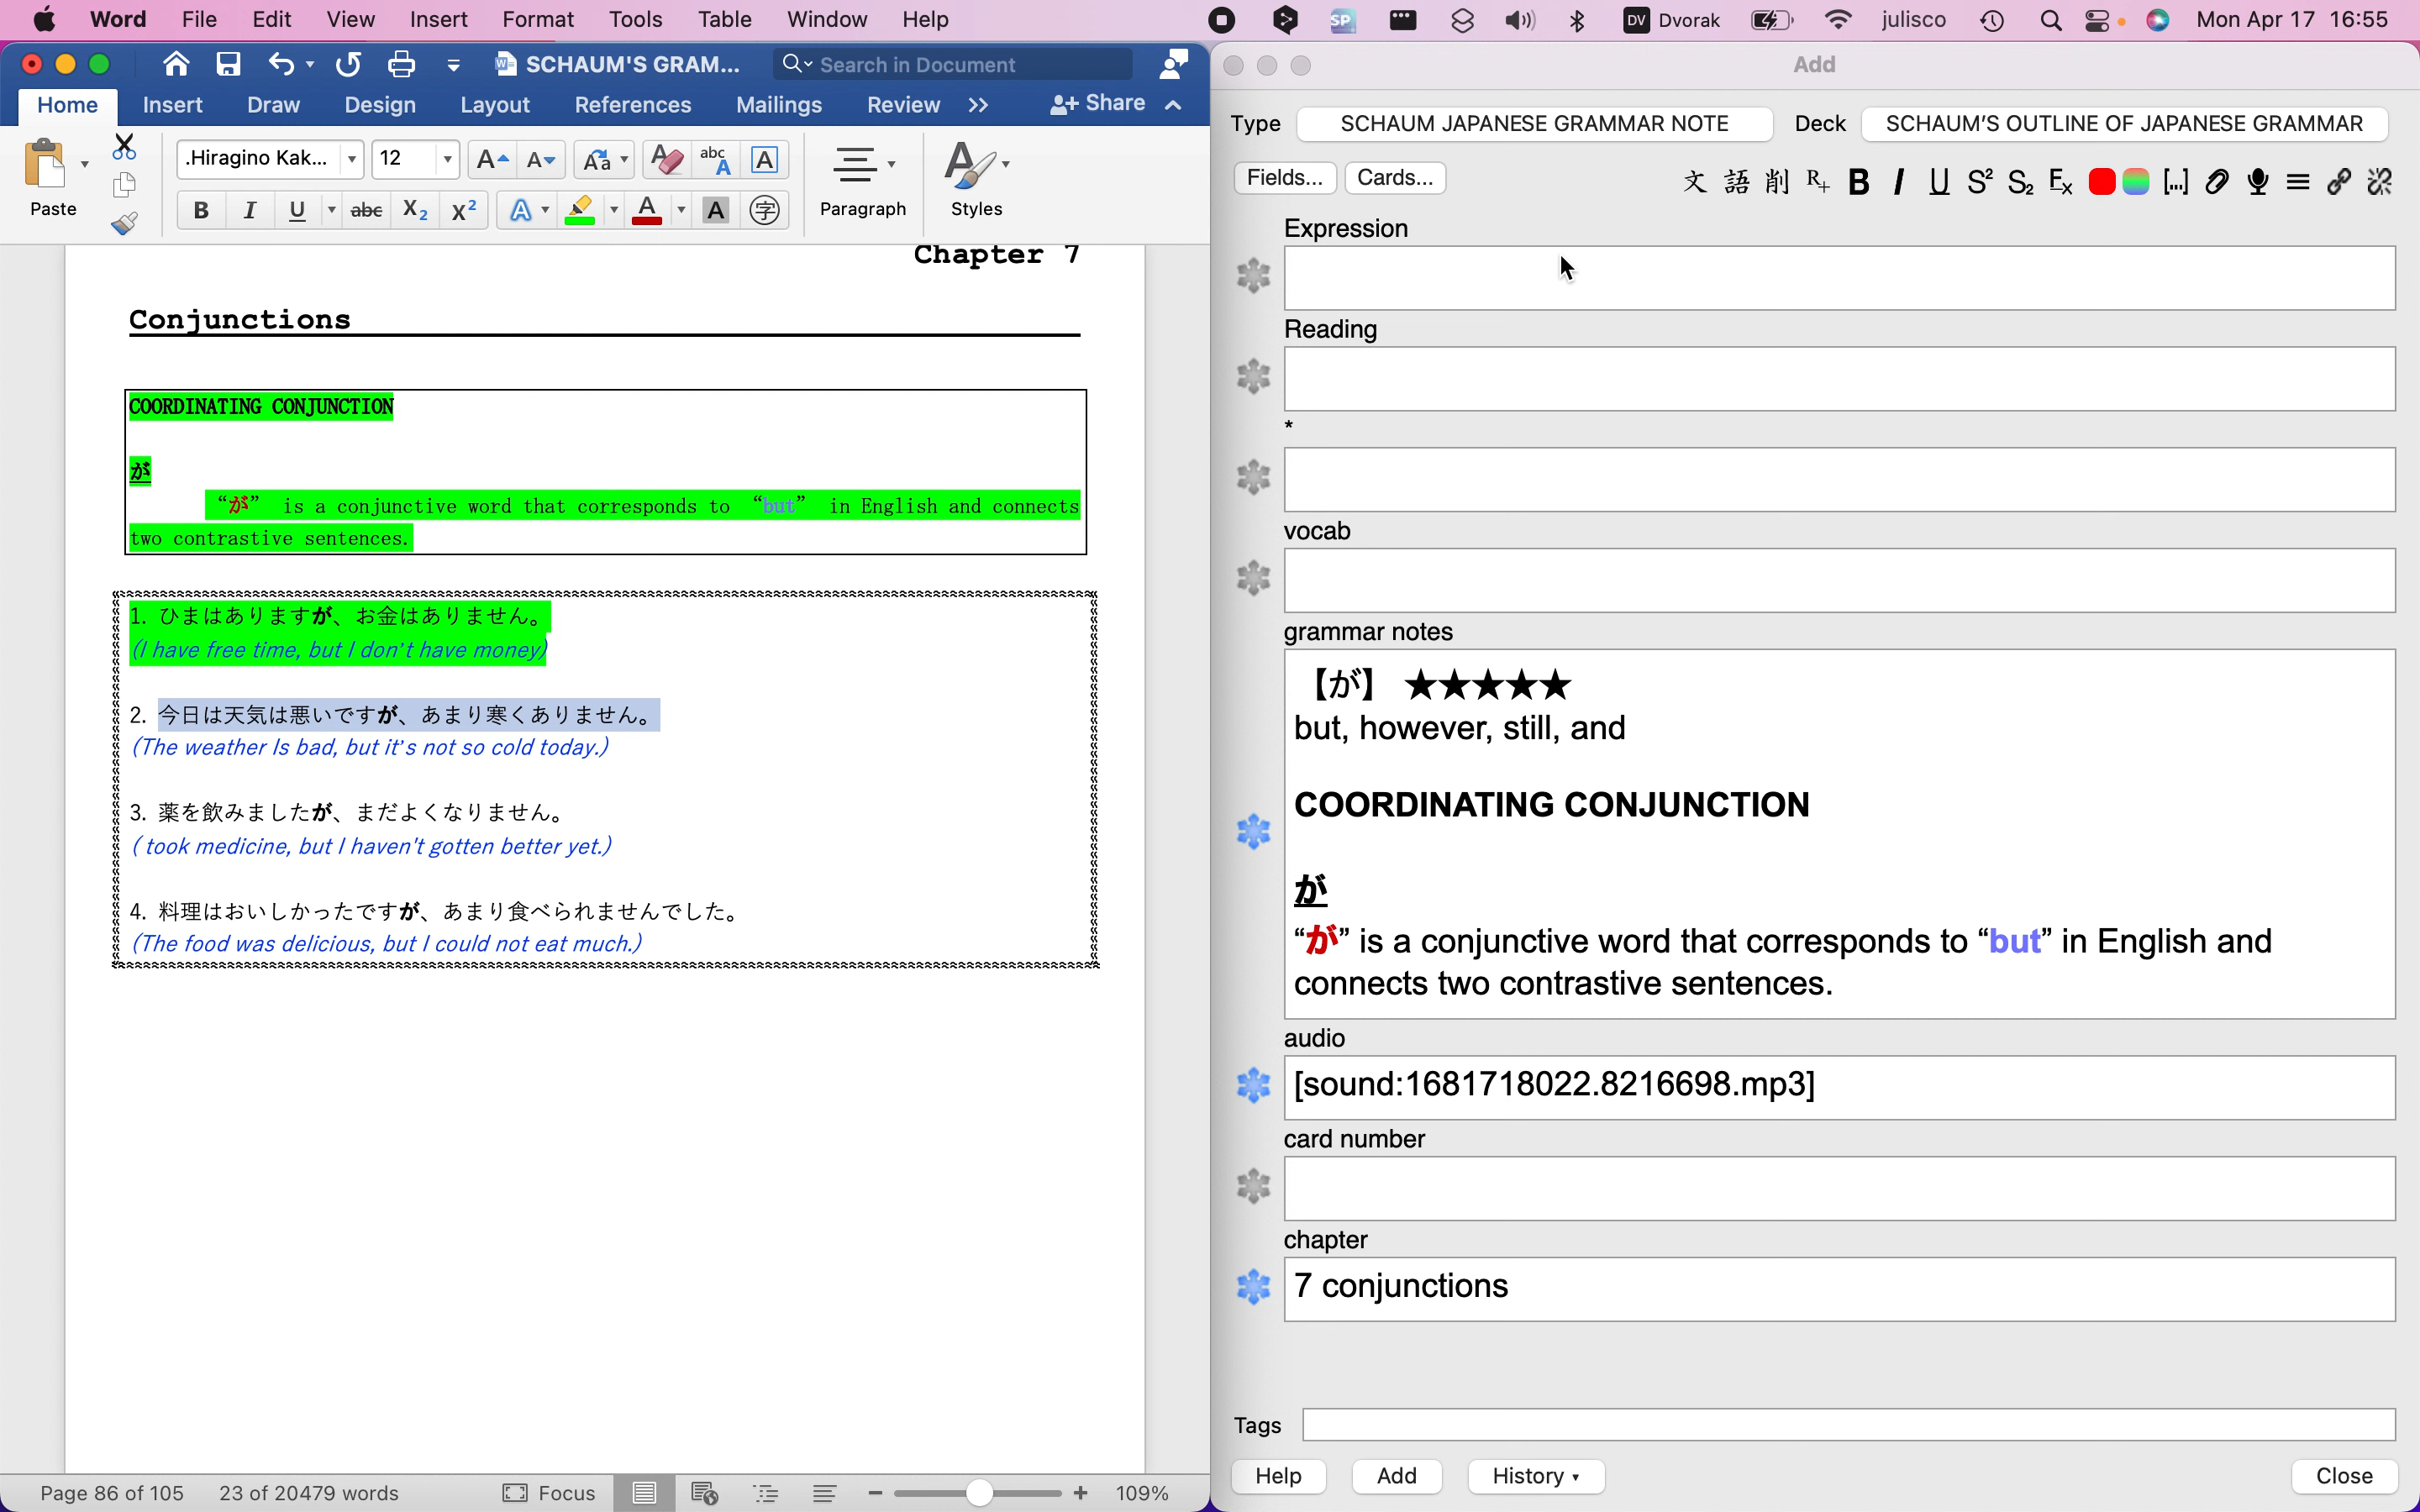 Word File Edit View Insert Format Tools Table Window Help
SP DV Dvorak julisco Mon Apr 17 16:55
SCHAUM'S GRAM... Search in Document
Home Insert Draw Design Layout References Mailings Review Share
Paste .Hiragino Kak... 12 Paragraph Styles
Chapter 7
Conjunctions
COORDINATING CONJUNCTION
が
“が” is a conjunctive word that corresponds to “but” in English and connects
two contrastive sentences.
1. ひまはありますが、お金はありません。
(I have free time, but I don’t have money)
2. 今日は天気は悪いですが、あまり寒くありません。
(The weather Is bad, but it’s not so cold today.)
3. 薬を飲みましたが、まだよくなりません。
( took medicine, but I haven't gotten better yet.)
4. 料理はおいしかったですが、あまり食べられませんでした。
(The food was delicious, but I could not eat much.)
Page 86 of 105 23 of 20479 words Focus 109%
Add
Type SCHAUM JAPANESE GRAMMAR NOTE Deck SCHAUM’S OUTLINE OF JAPANESE GRAMMAR
Fields... Cards...
文 語 削
Expression
Reading
*
vocab
grammar notes
【が】 ★★★★★
but, however, still, and
COORDINATING CONJUNCTION
が
“が” is a conjunctive word that corresponds to “but” in English and
connects two contrastive sentences.
audio
[sound:1681718022.8216698.mp3]
card number
chapter
7 conjunctions
Tags
Help Add History Close